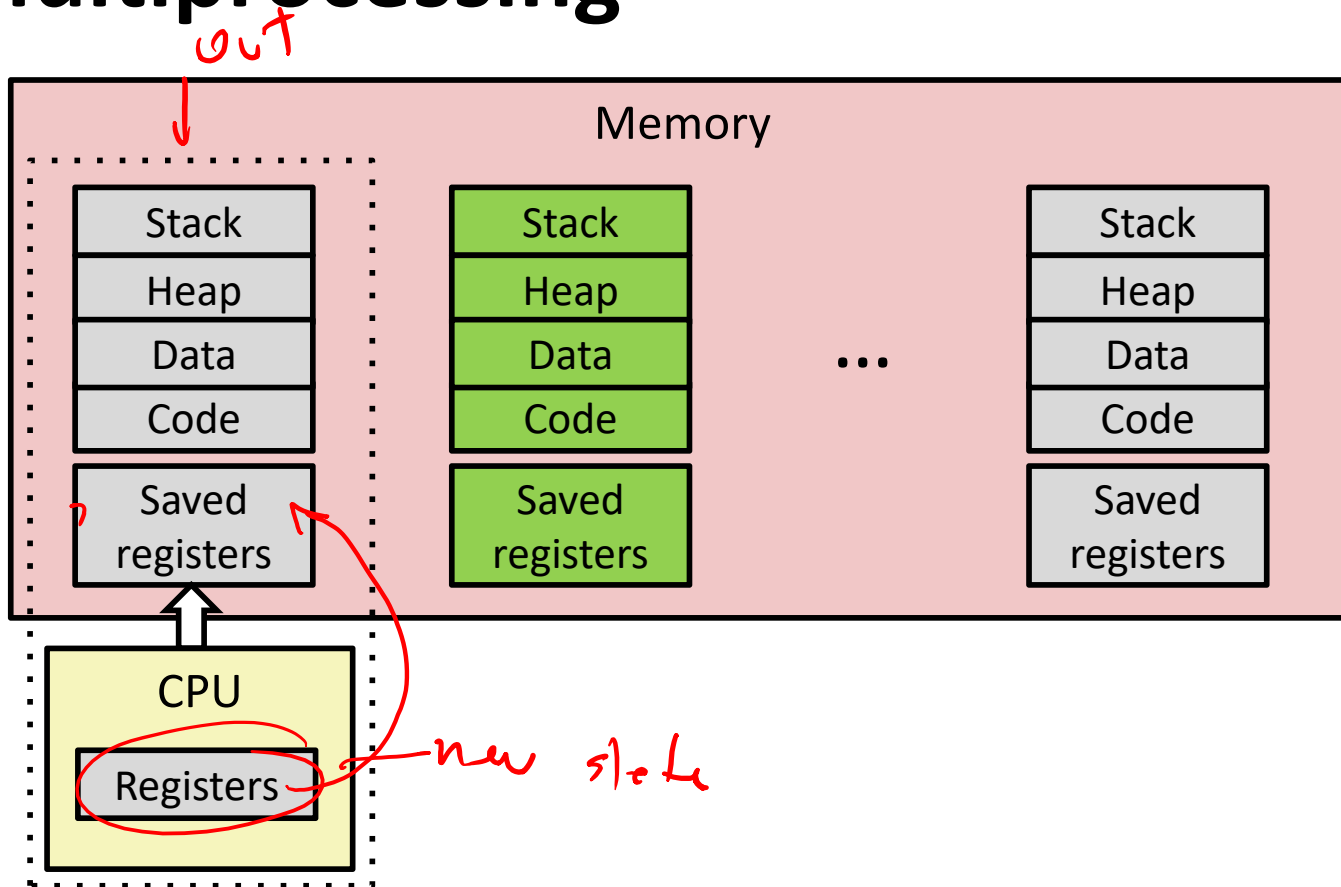 ultiprocessing
out
Memory
Stack
Heap
Data
Code
Saved
registers
Stack
Heap
Data
Code
Saved
registers
...
Stack
Heap
Data
Code
Saved
registers
CPU
Registers
new